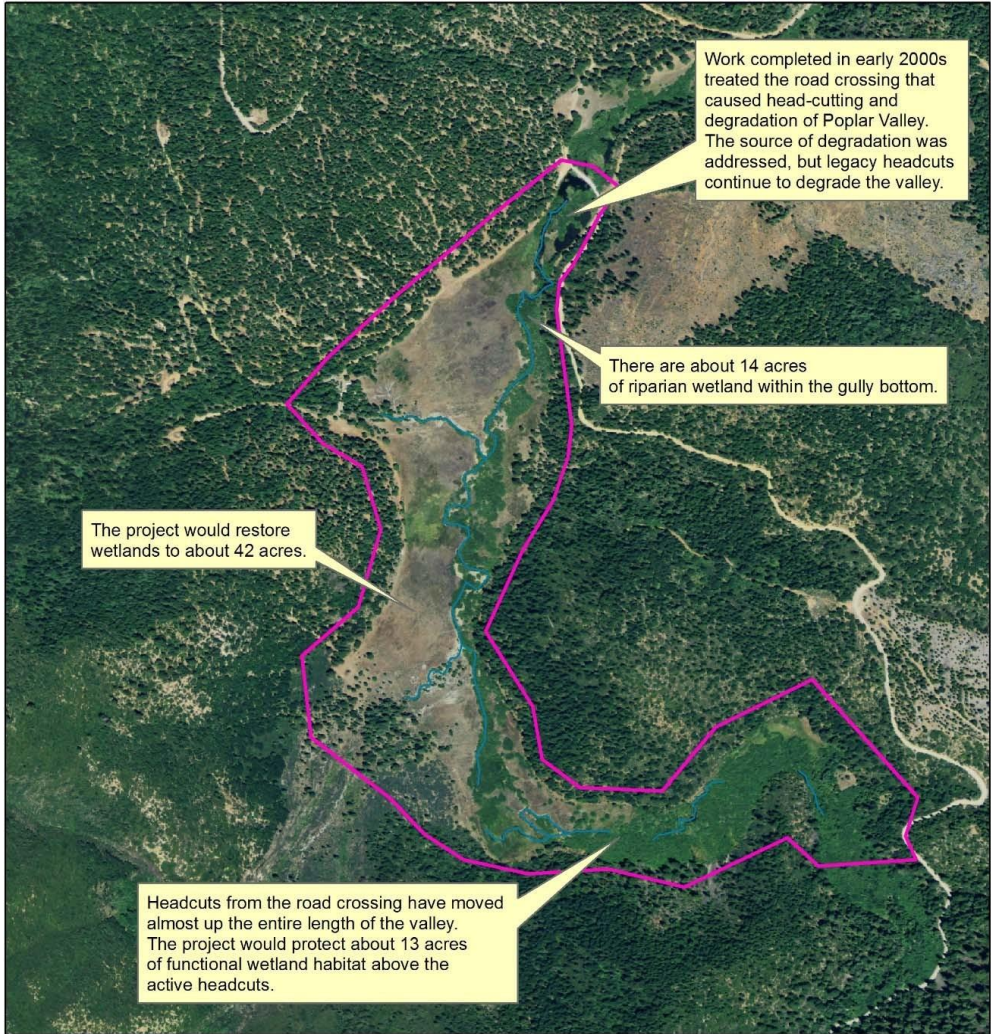 Work completed in early 2000s
treated the road crossing that
caused head-cutting and
degradation of Poplar Valley.
The source of degradation was
addressed, but legacy headcuts
continue to degrade the valley.
There are about 14 acres
of riparian wetland within the gully bottom.
The project would restore
wetlands to about 42 acres.
Headcuts from the road crossing have moved
almost up the entire length of the valley.
The project would protect about 13 acres
of functional wetland habitat above the
active headcuts.